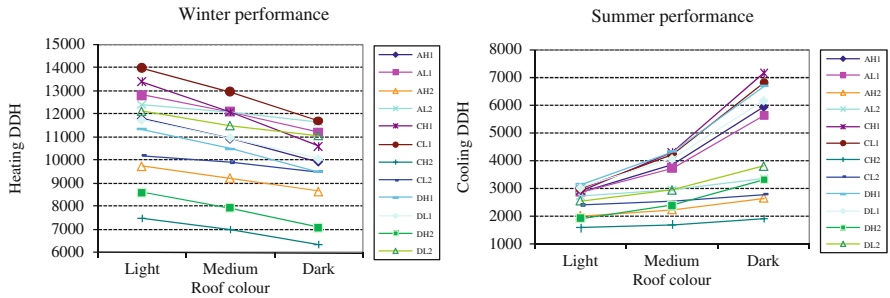 Winter performance
Heating DDH
15000
14000
13000
12000
11000
10000
9000
8000
7000
6000
Light
Medium
Dark
Roof colour
AH1
AL1
AH2
AL2
CH1
CL1
CH2
CL2
DH1
DL1
DH2
DL2
Summer performance
Cooling DDH
8000
7000
6000
5000
4000
3000
2000
1000
Light
Medium
Dark
Roof colour
AH1
AL1
AH2
AL2
CH1
CL1
CH2
CL2
DH1
DL1
DH2
DL2